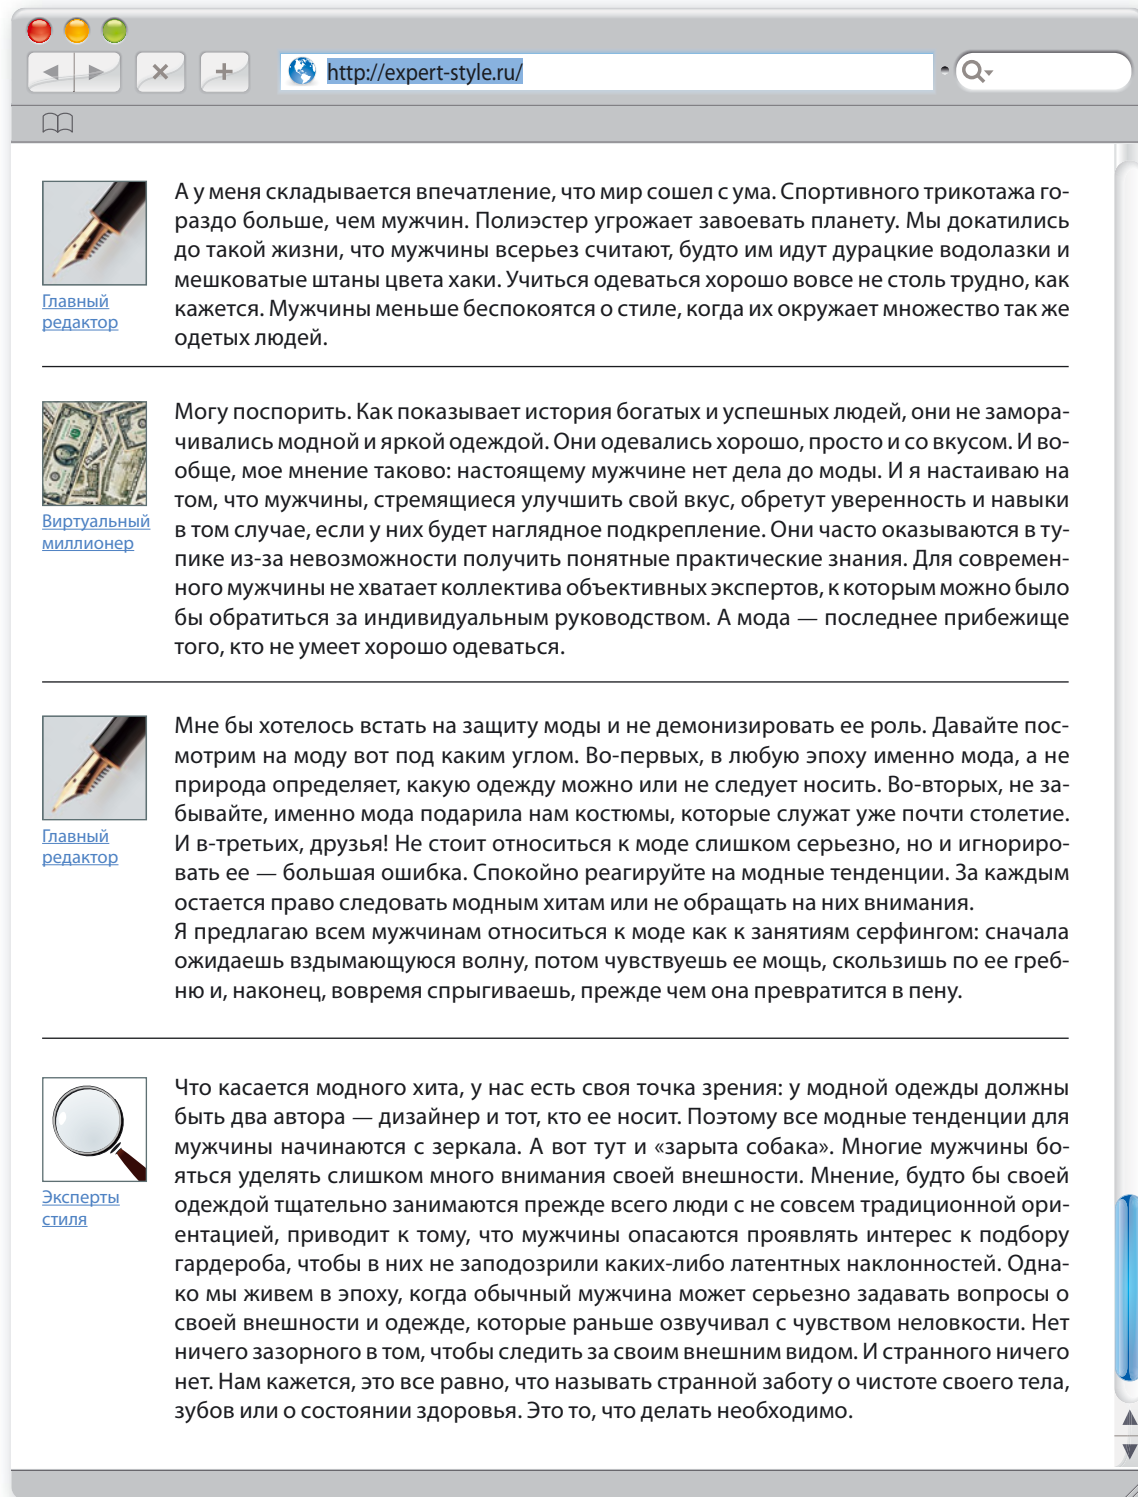 http://expert-style.ru/
А у меня складывается впечатление, что мир сошел с ума. Спортивного трикотажа го-
раздо больше, чем мужчин. Полиэстер угрожает завоевать планету. Мы докатились
до такой жизни, что мужчины всерьез считают, будто им идут дурацкие водолазки и
мешковатые штаны цвета хаки. Учиться одеваться хорошо вовсе не столь трудно, как
кажется. Мужчины меньше беспокоятся о стиле, когда их окружает множество так же
одетых людей.
Главный
редактор
Могу поспорить. Как показывает история богатых и успешных людей, они не замора-
чивались модной и яркой одеждой. Они одевались хорошо, просто и со вкусом. И во-
обще, мое мнение таково: настоящему мужчине нет дела до моды. И я настаиваю на
том, что мужчины, стремящиеся улучшить свой вкус, обретут уверенность и навыки
в том случае, если у них будет наглядное подкрепление. Они часто оказываются в ту-
пике из-за невозможности получить понятные практические знания. Для современ-
ного мужчины не хватает коллектива объективных экспертов, к которым можно было
бы обратиться за индивидуальным руководством. А мода — последнее прибежище
того, кто не умеет хорошо одеваться.
Виртуальный
миллионер
Мне бы хотелось встать на защиту моды и не демонизировать ее роль. Давайте пос-
мотрим на моду вот под каким углом. Во-первых, в любую эпоху именно мода, а не
природа определяет, какую одежду можно или не следует носить. Во-вторых, не за-
бывайте, именно мода подарила нам костюмы, которые служат уже почти столетие.
И в-третьих, друзья! Не стоит относиться к моде слишком серьезно, но и игнориро-
вать ее — большая ошибка. Спокойно реагируйте на модные тенденции. За каждым
остается право следовать модным хитам или не обращать на них внимания.
Я предлагаю всем мужчинам относиться к моде как к занятиям серфингом: сначала
ожидаешь вздымающуюся волну, потом чувствуешь ее мощь, скользишь по ее греб-
ню и, наконец, вовремя спрыгиваешь, прежде чем она превратится в пену.
Главный
редактор
Что касается модного хита, у нас есть своя точка зрения: у модной одежды должны
быть два автора — дизайнер и тот, кто ее носит. Поэтому все модные тенденции для
мужчины начинаются с зеркала. А вот тут и «зарыта собака». Многие мужчины бо-
яться уделять слишком много внимания своей внешности. Мнение, будто бы своей
одеждой тщательно занимаются прежде всего люди с не совсем традиционной ори-
ентацией, приводит к тому, что мужчины опасаются проявлять интерес к подбору
гардероба, чтобы в них не заподозрили каких-либо латентных наклонностей. Одна-
ко мы живем в эпоху, когда обычный мужчина может серьезно задавать вопросы о
своей внешности и одежде, которые раньше озвучивал с чувством неловкости. Нет
ничего зазорного в том, чтобы следить за своим внешним видом. И странного ничего
нет. Нам кажется, это все равно, что называть странной заботу о чистоте своего тела,
зубов или о состоянии здоровья. Это то, что делать необходимо.
Эксперты
стиля